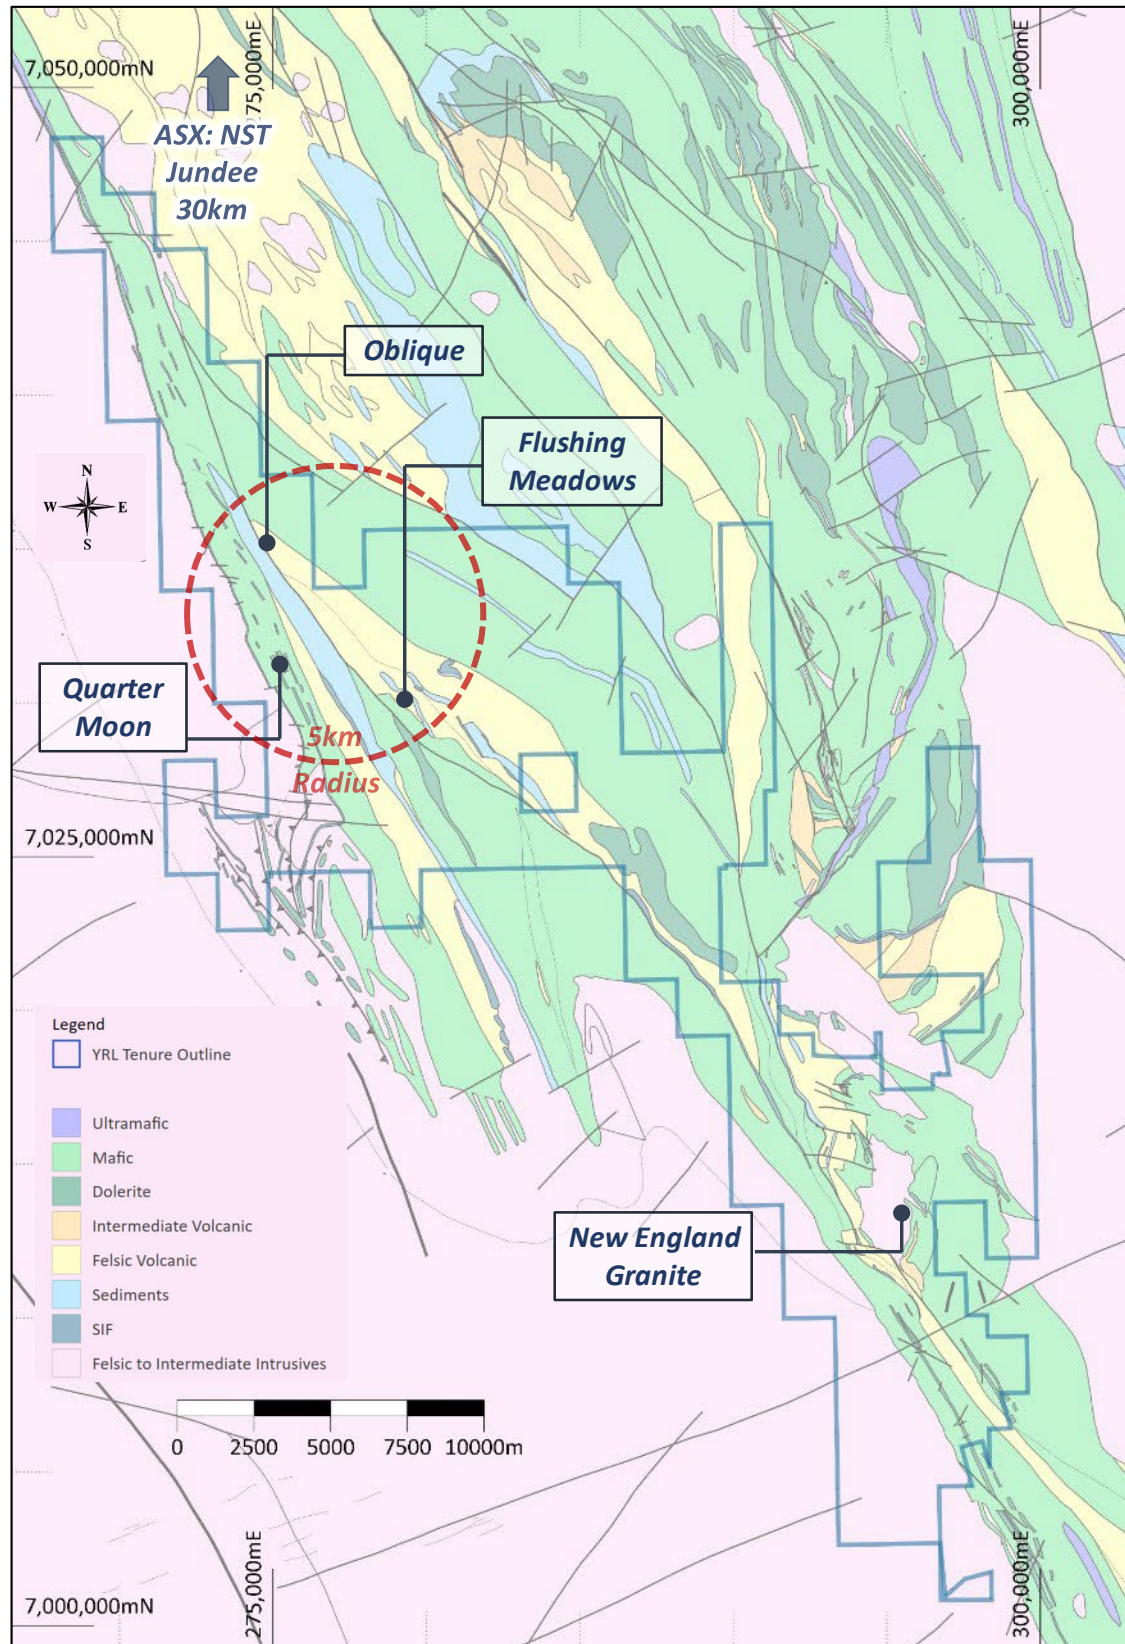 7,050,000mN
75,000mE
300,000mE
ASX: NST
Jundee
30km
Oblique
Flushing
Meadows
N
W
E
S
Quarter
Moon
5km
Radius
7,025,000mN
Legend
YRL Tenure Outline
Ultramafic
Mafic
Dolerite
Intermediate Volcanic
Felsic Volcanic
Sediments
SIF
Felsic to Intermediate Intrusives
New England
Granite
0 2500 5000 7500 10000m
275,000mE
300,000mE
7,000,000mN